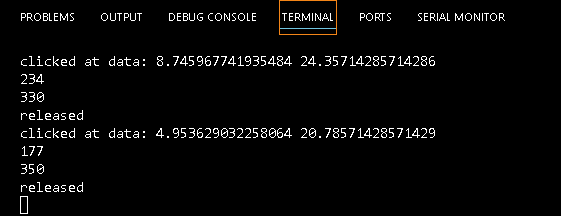 PROBLEMS OUTPUT DEBUG CONSOLE TERMINAL PORTS SERIAL MONITOR
clicked at data: 8.745967741935484 24.35714285714286
234
330
released
clicked at data: 4.953629032258064 20.78571428571429
177
350
released